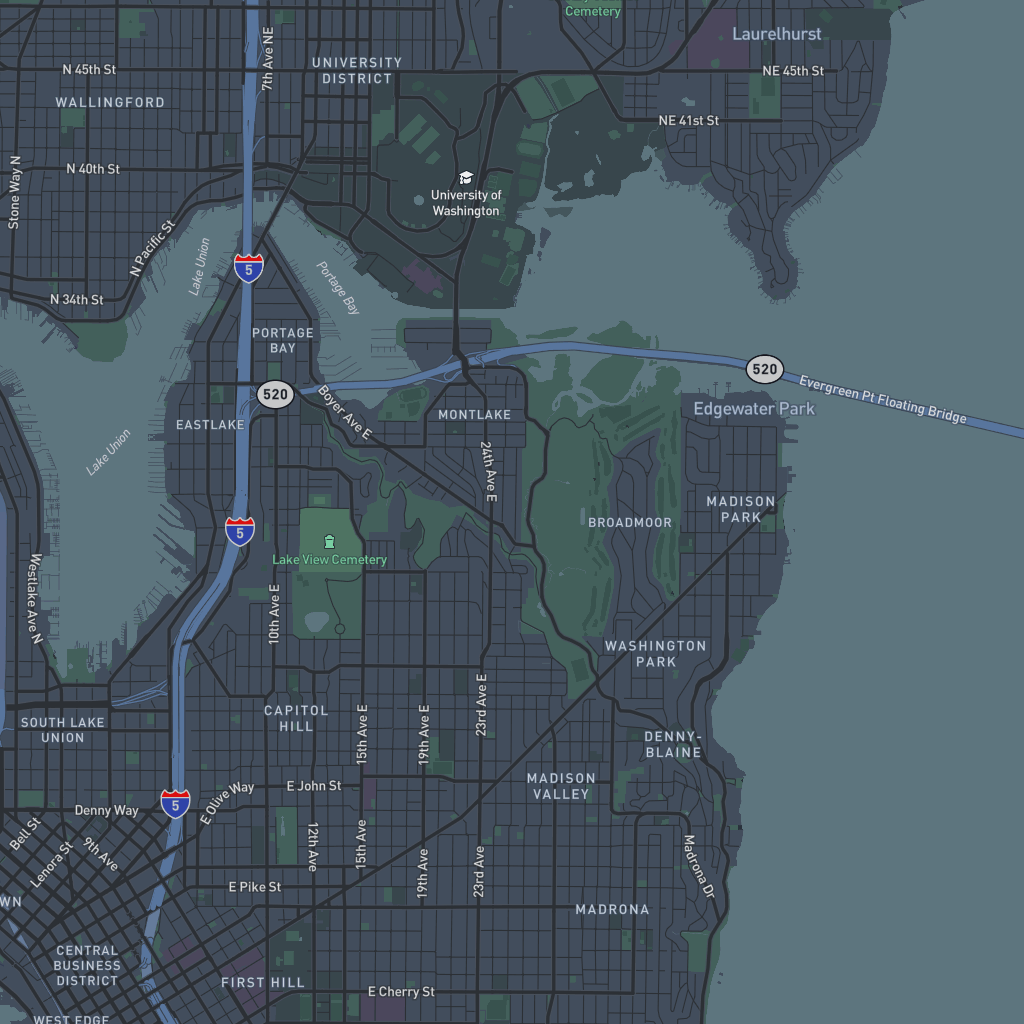 Cemetery
Laurelhurst
7th Ave NE
UNIVERSITY
DISTRICT
N 45th St
NE 45th St
WALLINGFORD
NE 41st St
N 40th St
Stone Way N
University of
Washington
N Pacific St
Lake Union
Portage Bay
5
N 34th St
PORTAGE
BAY
520
520
Evergreen Pt Floating Bridge
Boyer Ave E
MONTLAKE
Edgewater Park
EASTLAKE
Lake Union
24th Ave E
MADISON
PARK
BROADMOOR
5
Lake View Cemetery
Westlake Ave N
10th Ave E
WASHINGTON
PARK
SOUTH LAKE
UNION
CAPITOL
HILL
15th Ave E
19th Ave E
23rd Ave E
DENNY-
BLAINE
MADISON
VALLEY
E John St
5
Denny Way
E Olive Way
Bell St
Lenora St
9th Ave
12th Ave
15th Ave
19th Ave
23rd Ave
Madrona Dr
E Pike St
WN
MADRONA
CENTRAL
BUSINESS
DISTRICT
FIRST HILL
E Cherry St
WEST EDGE